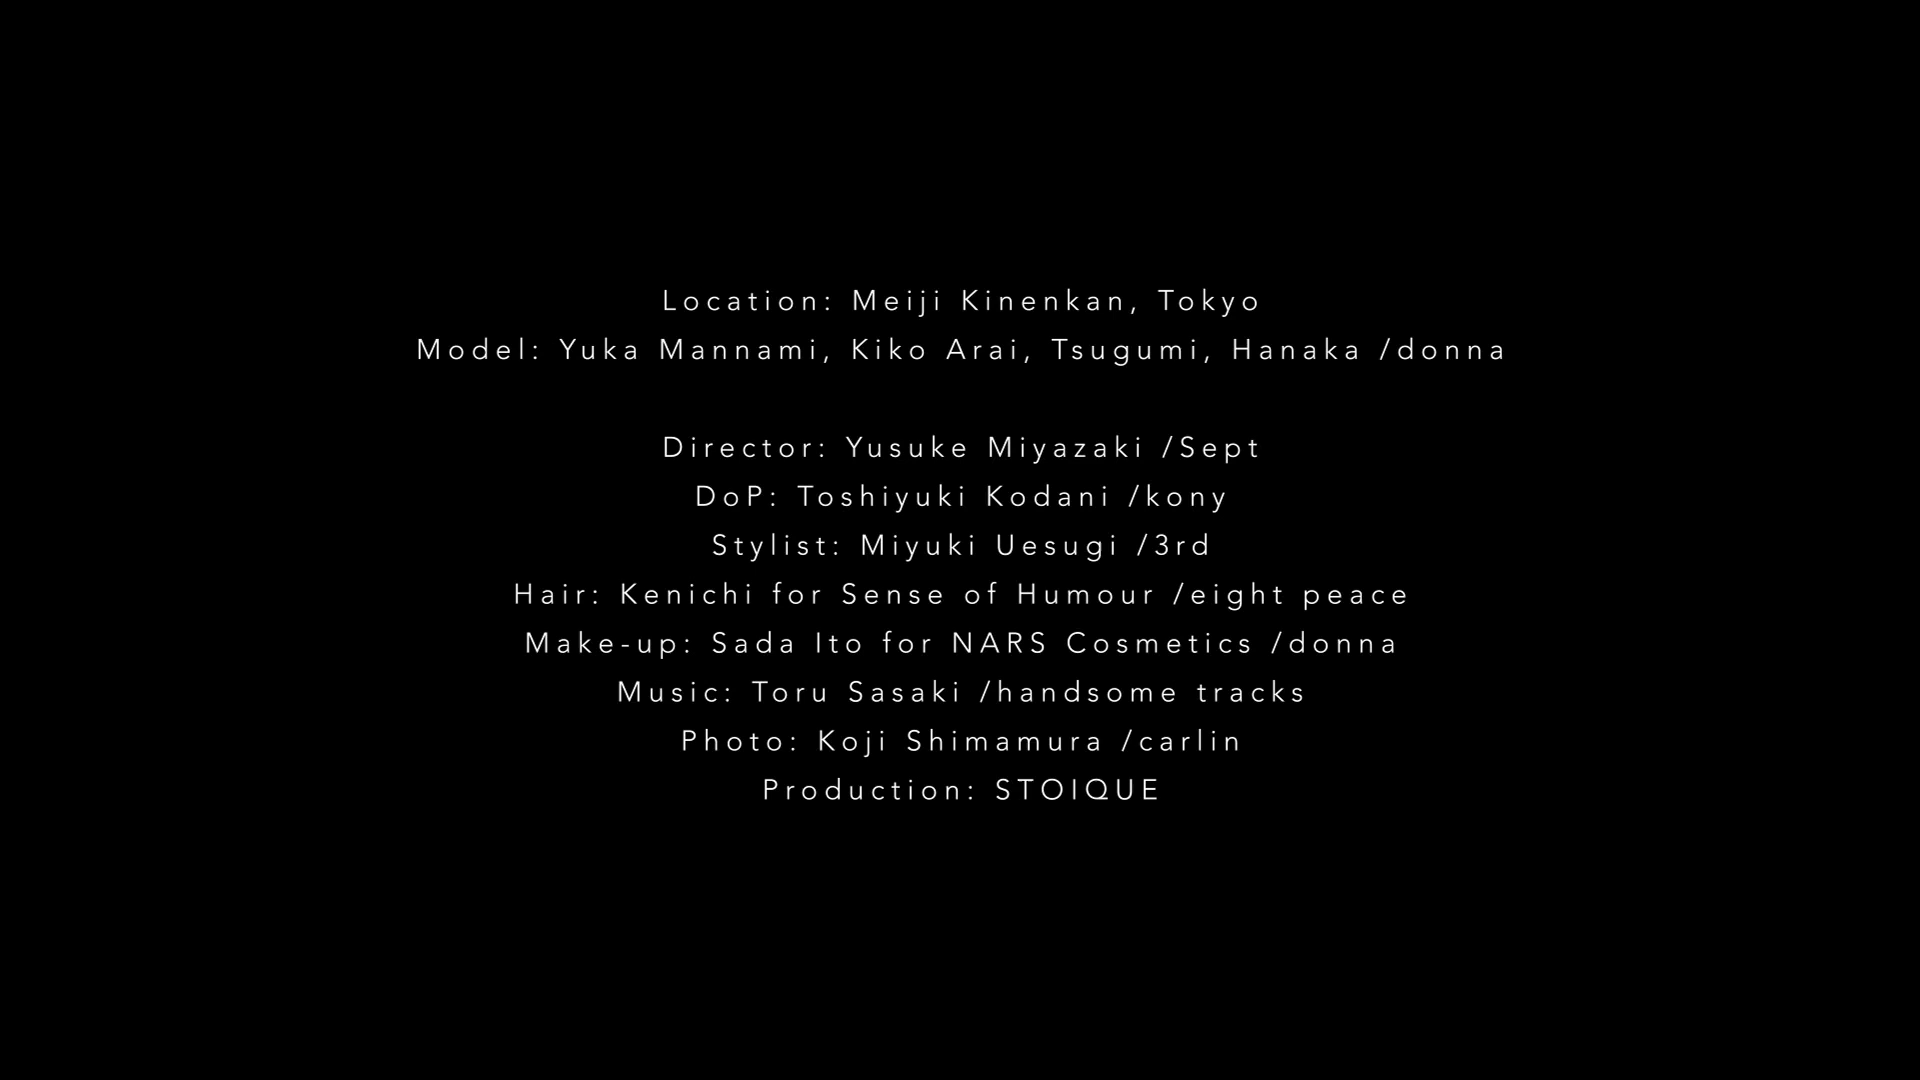 Location: Meiji Kinenkan, Tokyo
Model: Yuka Mannami, Kiko Arai, Tsugumi, Hanaka /donna
Director: Yusuke Miyazaki /Sept
DoP: Toshiyuki Kodani /kony
Stylist: Miyuki Uesugi /3rd
Hair: Kenichi for Sense of Humour /eight peace
Make-up: Sada Ito for NARS Cosmetics /donna
Music: Toru Sasaki /handsome tracks
Photo: Koji Shimamura /carlin
Production: STOIQUE